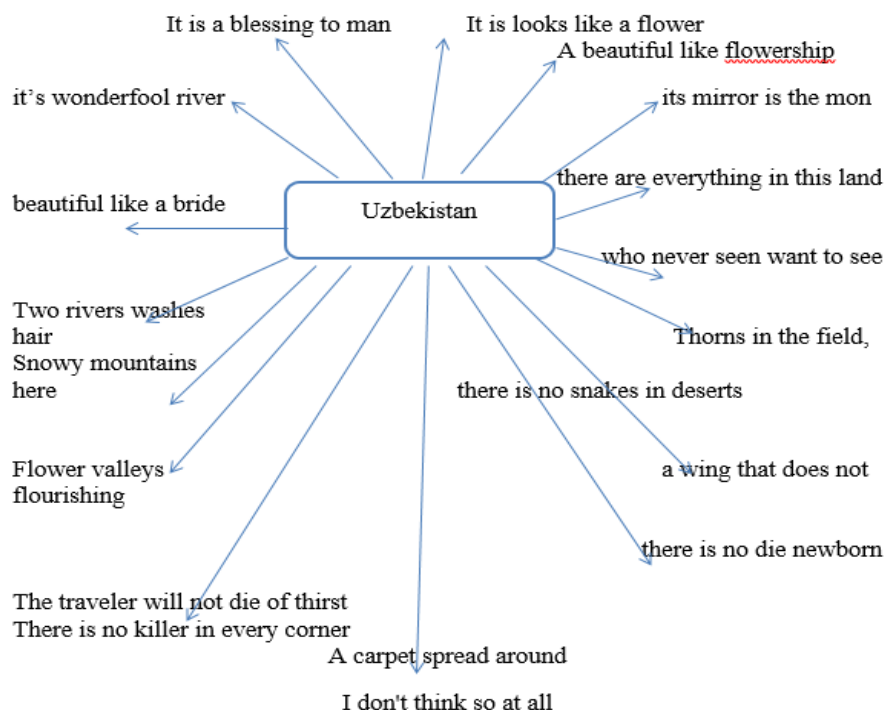 It is a blessing to man
It is looks like a flower
A beautiful like flowership
it's wonderfool river
its mirror is the mon
there are everything in this land
beautiful like a bride
Uzbekistan
who never seen want to see
Two rivers washes
hair
Snowy mountains
here
Thorns in the field,
there is no snakes in deserts
Flower valleys
flourishing
a wing that does not
there is no die newborn
The traveler will not die of thirst
There is no killer in every corner
A carpet spread around
I don't think so at all